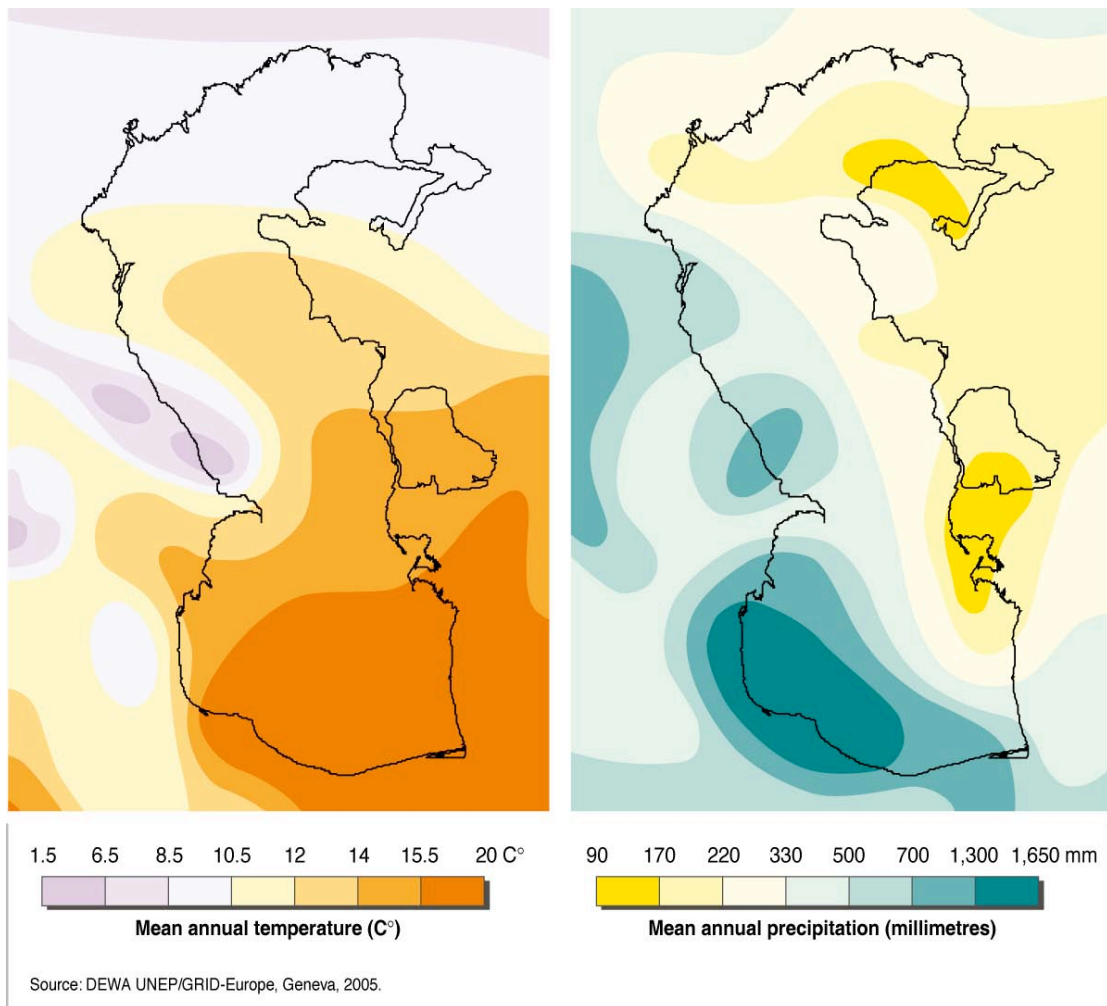 1.5 6.5 8.5 10.5 12 14 15.5 20 C°
Mean annual temperature (C°)
90 170 220 330 500 700 1,300 1,650 mm
Mean annual precipitation (millimetres)
Source: DEWA UNEP/GRID-Europe, Geneva, 2005.